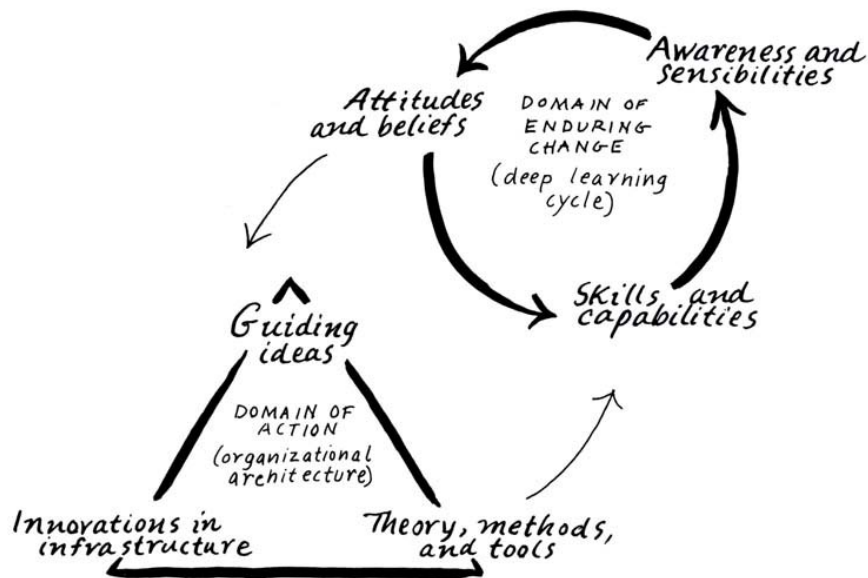 Awareness and
sensibilities
Attitudes
and beliefs
DOMAIN OF
ENDURING
CHANGE
(deep learning
cycle)
Skills and
capabilities
Guiding
ideas
DOMAIN OF
ACTION
(organizational
architecture)
Innovations in
infrastructure
Theory, methods,
and tools